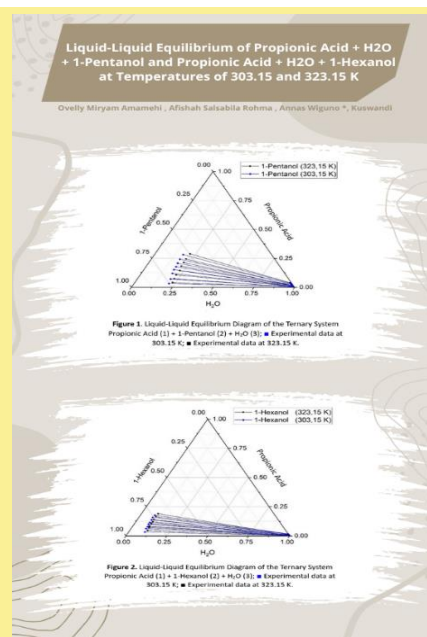 Liquid-Liquid Equilibrium of Propionic Acid + H2O
+ 1-Pentanol and Propionic Acid + H2O + 1-Hexanol
at Temperatures of 303.15 and 323.15 K
Ovelly Miryam Amamehi , Afishah Salsabila Rohma , Annas Wiguno *, Kuswandi
0.00
1.00
1-Pentanol (323,15 K)
1-Pentanol (303,15 K)
0.25
0.75
1-Pentanol
Propionic Acid
0.50
0.50
0.75
0.25
1.00
0.00
0.00
0.25
0.50
0.75
1.00
H₂O
Figure 1. Liquid-Liquid Equilibrium Diagram of the Ternary System
Propionic Acid (1) + 1-Pentanol (2) + H₂O (3); ■ Experimental data at
303.15 K; ■ Experimental data at 323.15 K.
0.00
1.00
1-Hexanol (323,15 K)
1-Hexanol (303,15 K)
0.25
0.75
1-Hexanol
Propionic Acid
0.50
0.50
0.75
0.25
1.00
0.00
0.00
0.25
0.50
0.75
1.00
H₂O
Figure 2. Liquid-Liquid Equilibrium Diagram of the Ternary System
Propionic Acid (1) + 1-Hexanol (2) + H₂O (3); ■ Experimental data at
303.15 K; ■ Experimental data at 323.15 K.